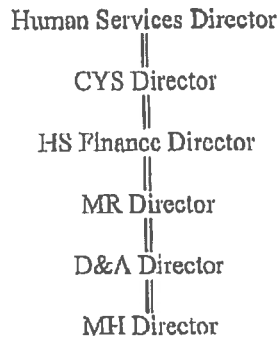 Human Services Director
CYS Director
HS Finance Director
MR Director
D&A Director
MH Director